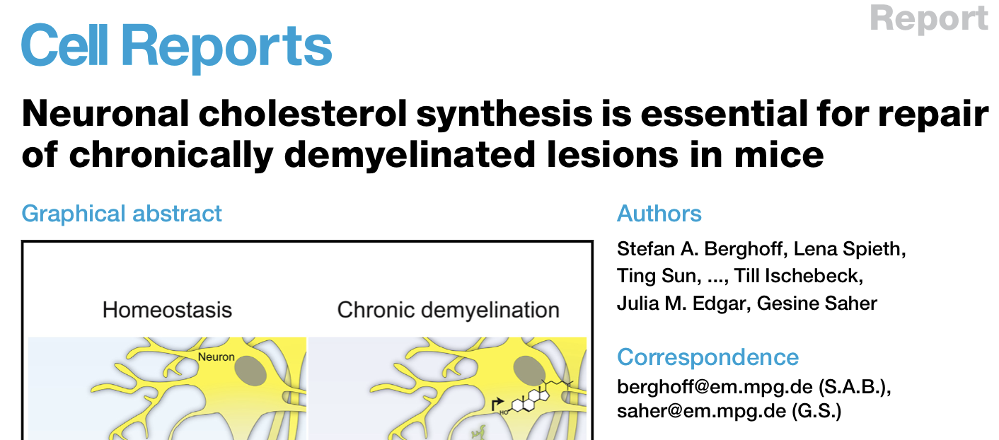 Report
Cell Reports
Neuronal cholesterol synthesis is essential for repair
of chronically demyelinated lesions in mice
Graphical abstract
Homeostasis
Chronic demyelination
Neuron
HO
Authors
Stefan A. Berghoff, Lena Spieth,
Ting Sun, ..., Till Ischebeck,
Julia M. Edgar, Gesine Saher
Correspondence
berghoff@em.mpg.de (S.A.B.),
saher@em.mpg.de (G.S.)